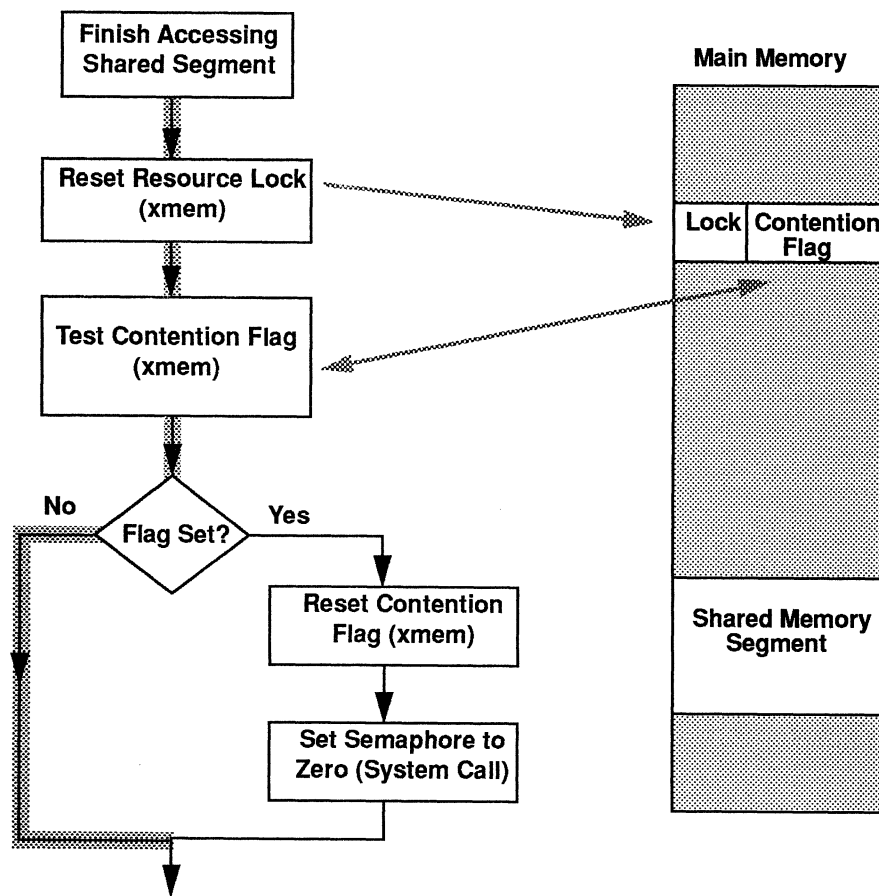 Finish Accessing
Shared Segment
Main Memory
Reset Resource Lock
(xmem)
Lock
Contention
Flag
Test Contention Flag
(xmem)
No
Flag Set?
Yes
Reset Contention
Flag (xmem)
Shared Memory
Segment
Set Semaphore to
Zero (System Call)